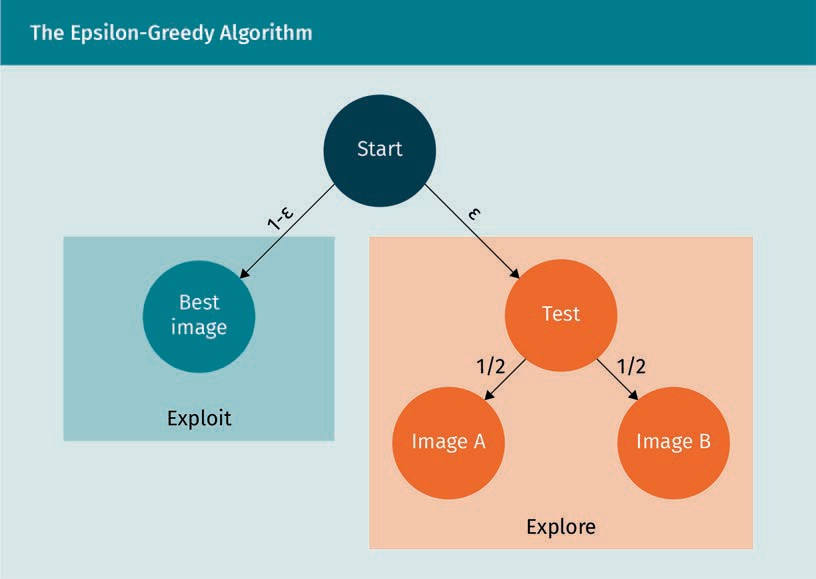 The Epsilon-Greedy Algorithm
Start
1-ε
ε
Best
image
Test
1/2
1/2
Exploit
Image A
Image B
Explore